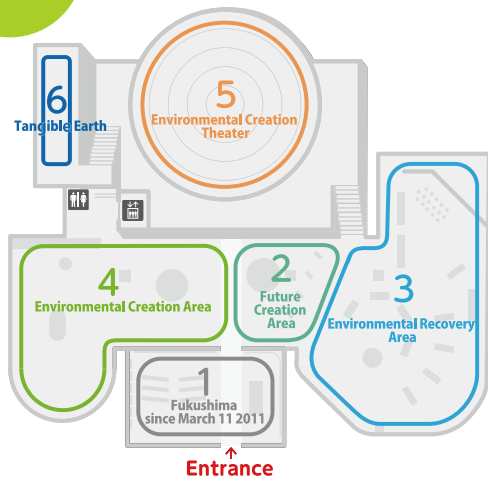 6
Tangible Earth
5
Environmental Creation
Theater
4
Environmental Creation Area
2
Future
Creation
Area
3
Environmental Recovery
Area
1
Fukushima
since March 11 2011
Entrance